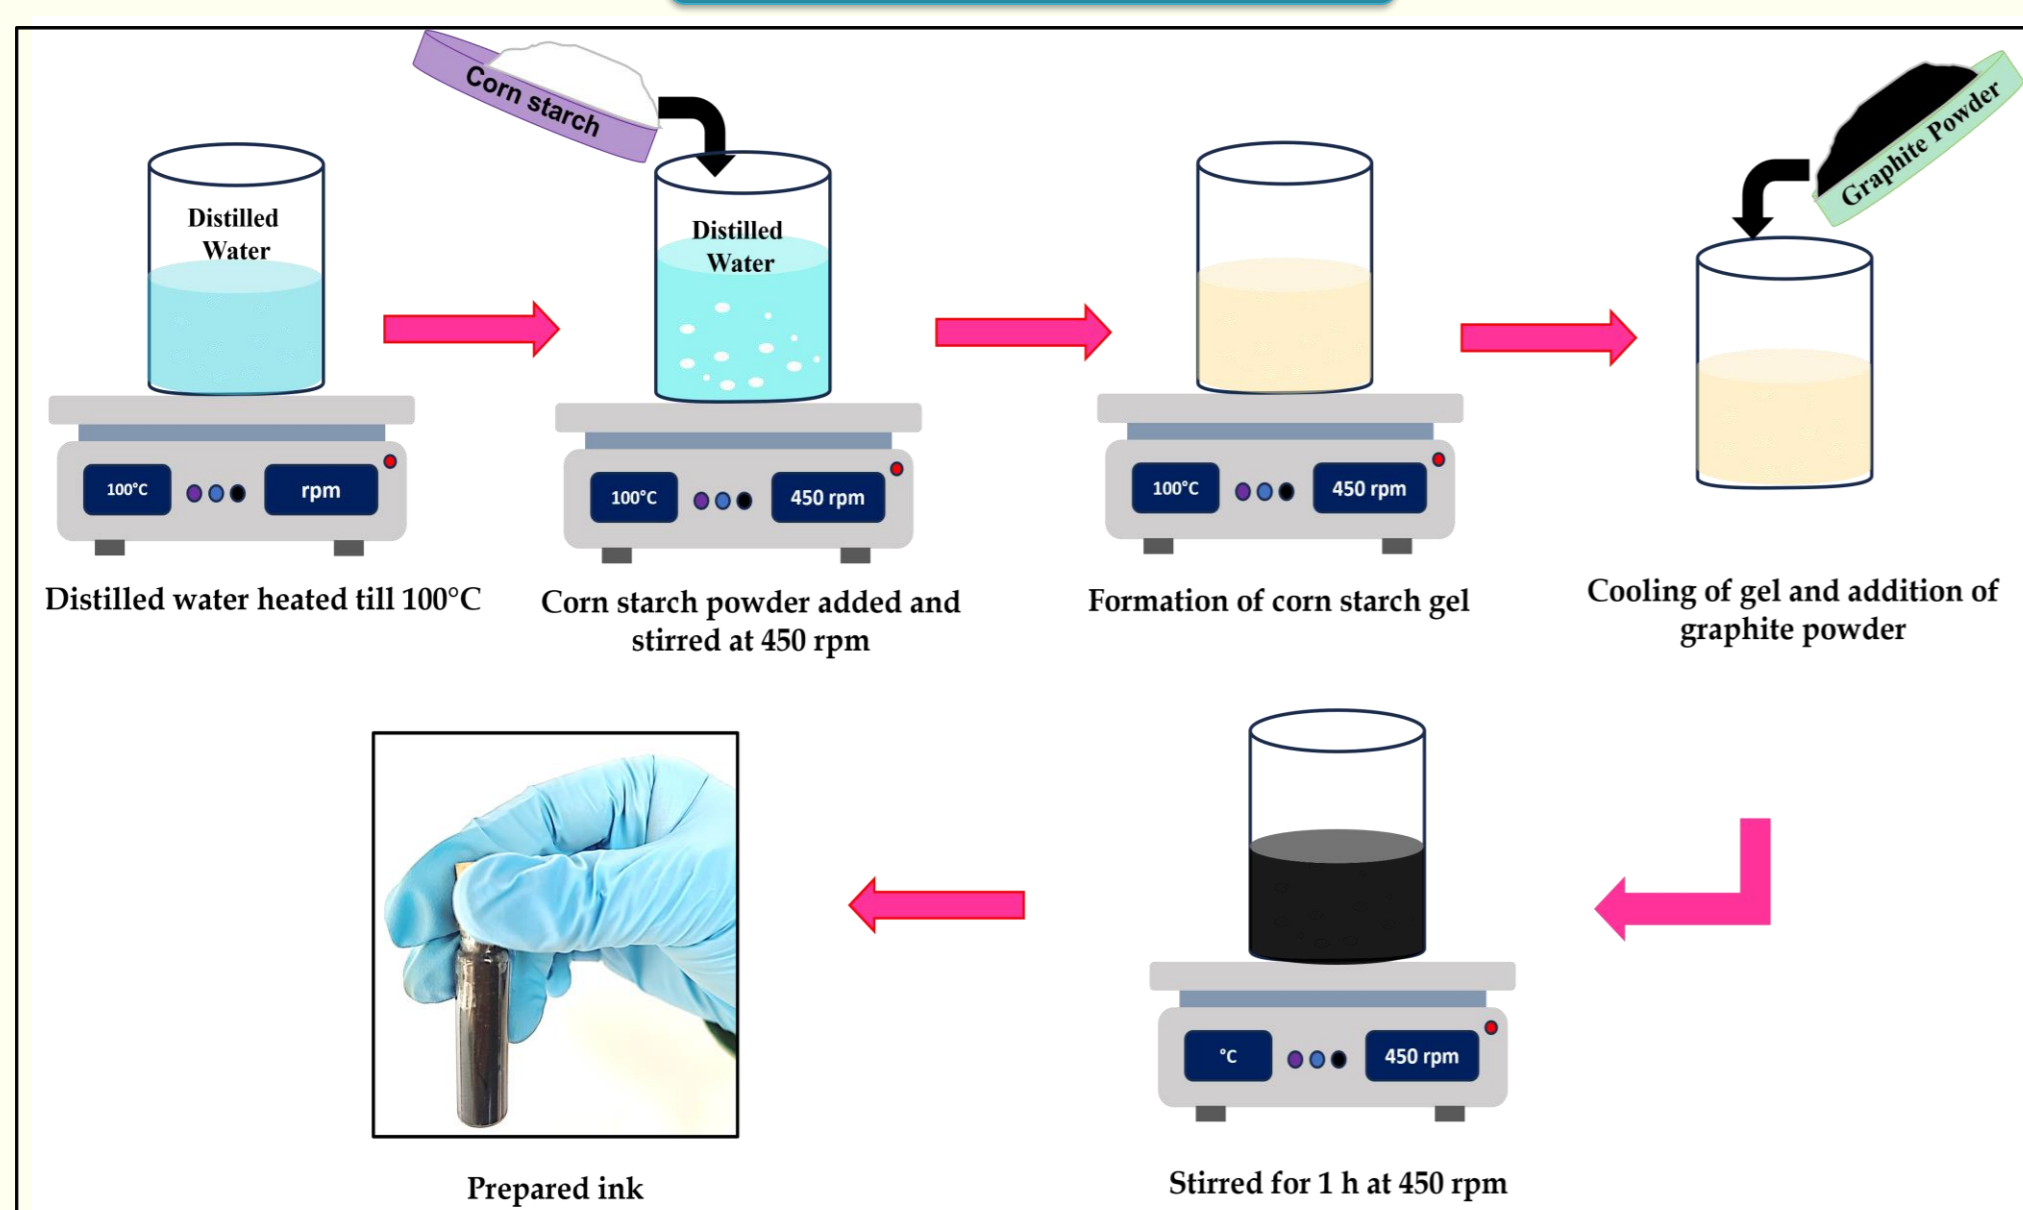 Corn starch
Graphite Powder
Distilled
Water
Distilled
Water
100°C
rpm
100°C
450 rpm
100°C
450 rpm
Distilled water heated till 100°C
Corn starch powder added and
stirred at 450 rpm
Formation of corn starch gel
Cooling of gel and addition of
graphite powder
°C
450 rpm
Prepared ink
Stirred for 1 h at 450 rpm